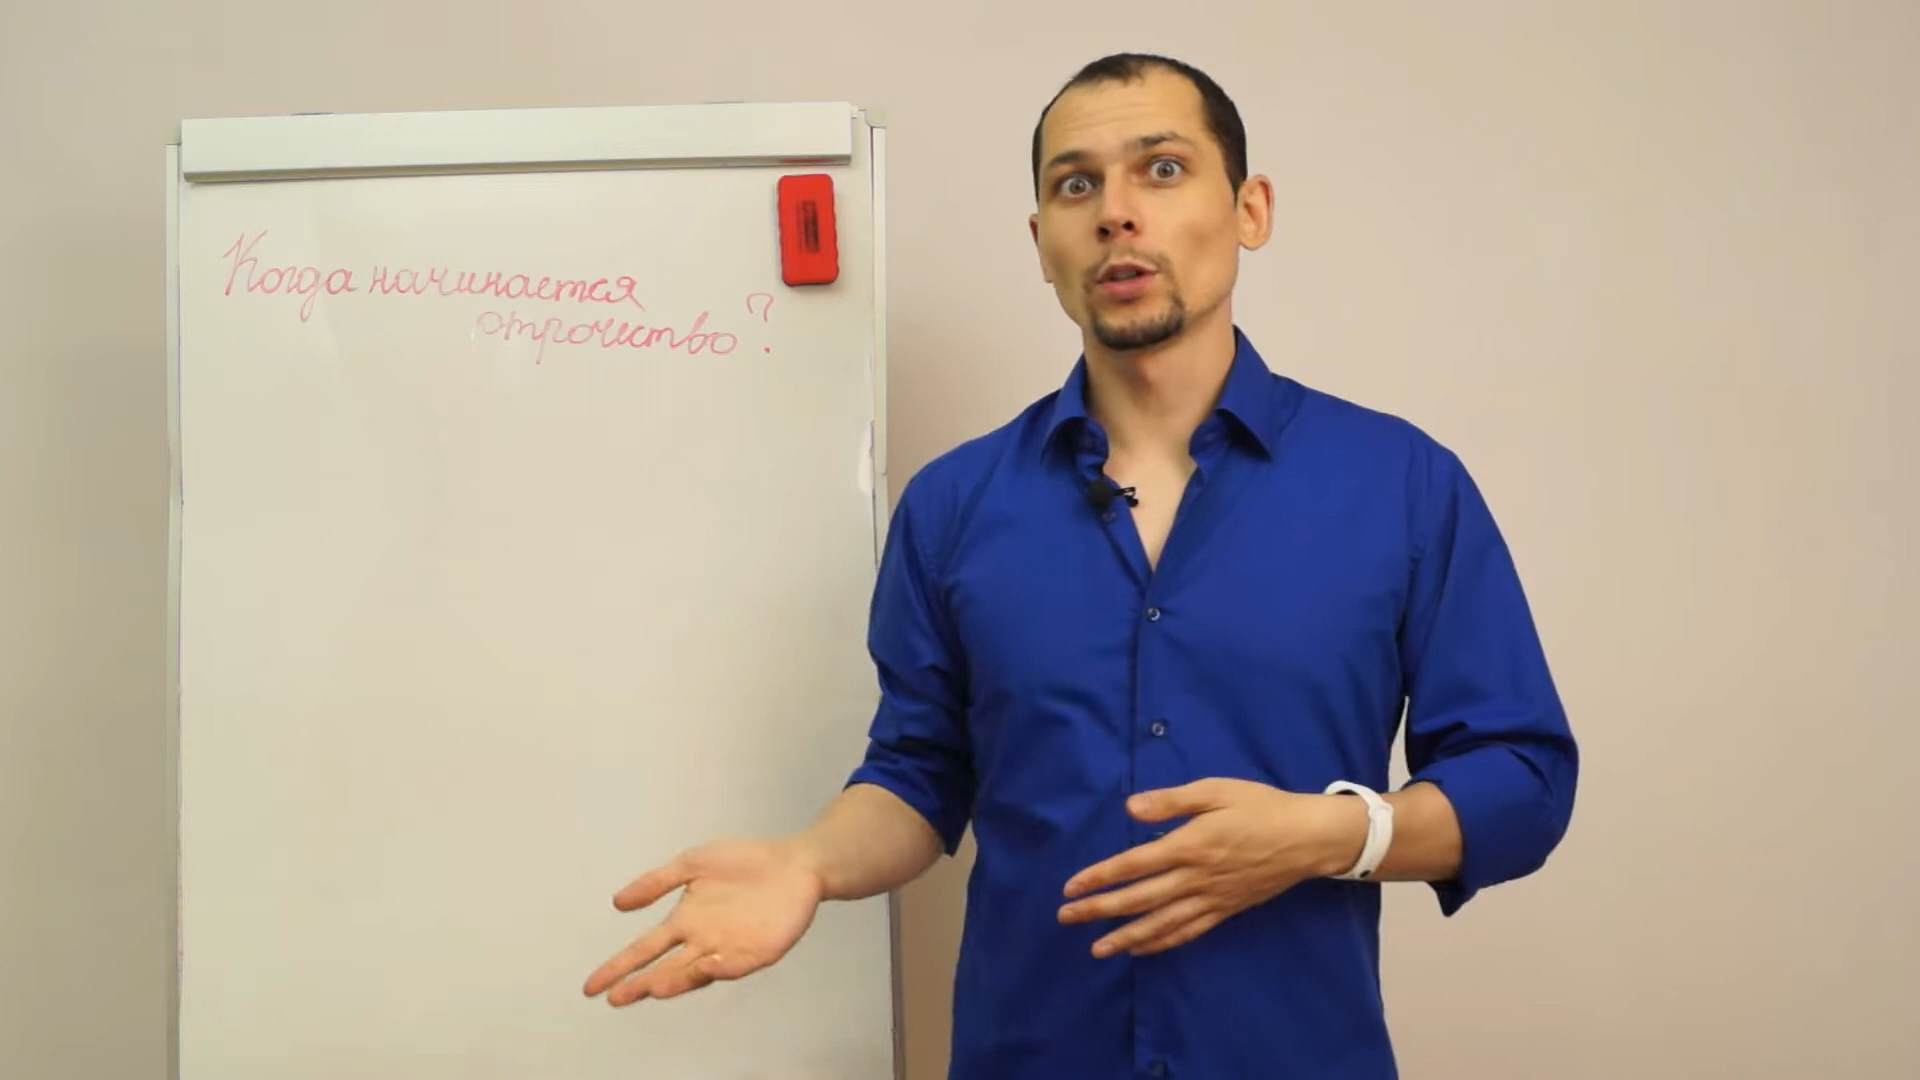 Когда начинается
отрочество?